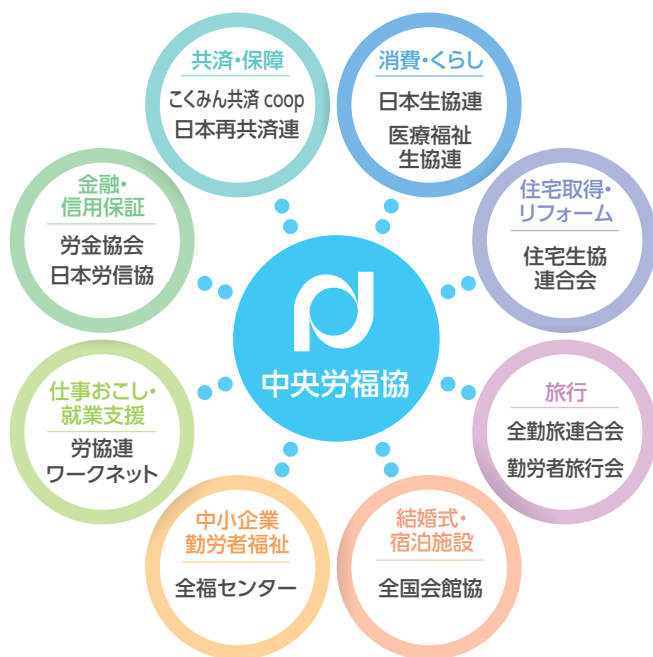 共済・保障
こくみん共済 coop
日本再共済連
消費・くらし
日本生協連
医療福祉
生協連
金融・
信用保証
労金協会
日本労信協
住宅取得・
リフォーム
住宅生協
連合会
中央労福協
仕事おこし・
就業支援
労協連
ワークネット
旅行
全勤旅連合会
勤労者旅行会
中小企業
勤労者福祉
全福センター
結婚式・
宿泊施設
全国会館協